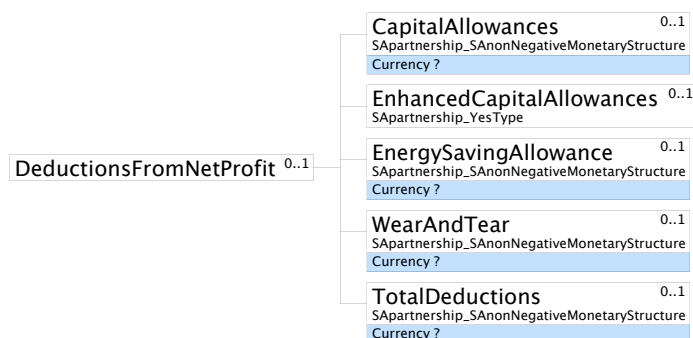 CapitalAllowances 0..1
SApartnership_SAnonNegativeMonetaryStructure
Currency ?
EnhancedCapitalAllowances 0..1
SApartnership_YesType
DeductionsFromNetProfit 0..1
EnergySavingAllowance 0..1
SApartnership_SAnonNegativeMonetaryStructure
Currency ?
WearAndTear 0..1
SApartnership_SAnonNegativeMonetaryStructure
Currency ?
TotalDeductions 0..1
SApartnership_SAnonNegativeMonetaryStructure
Currency ?